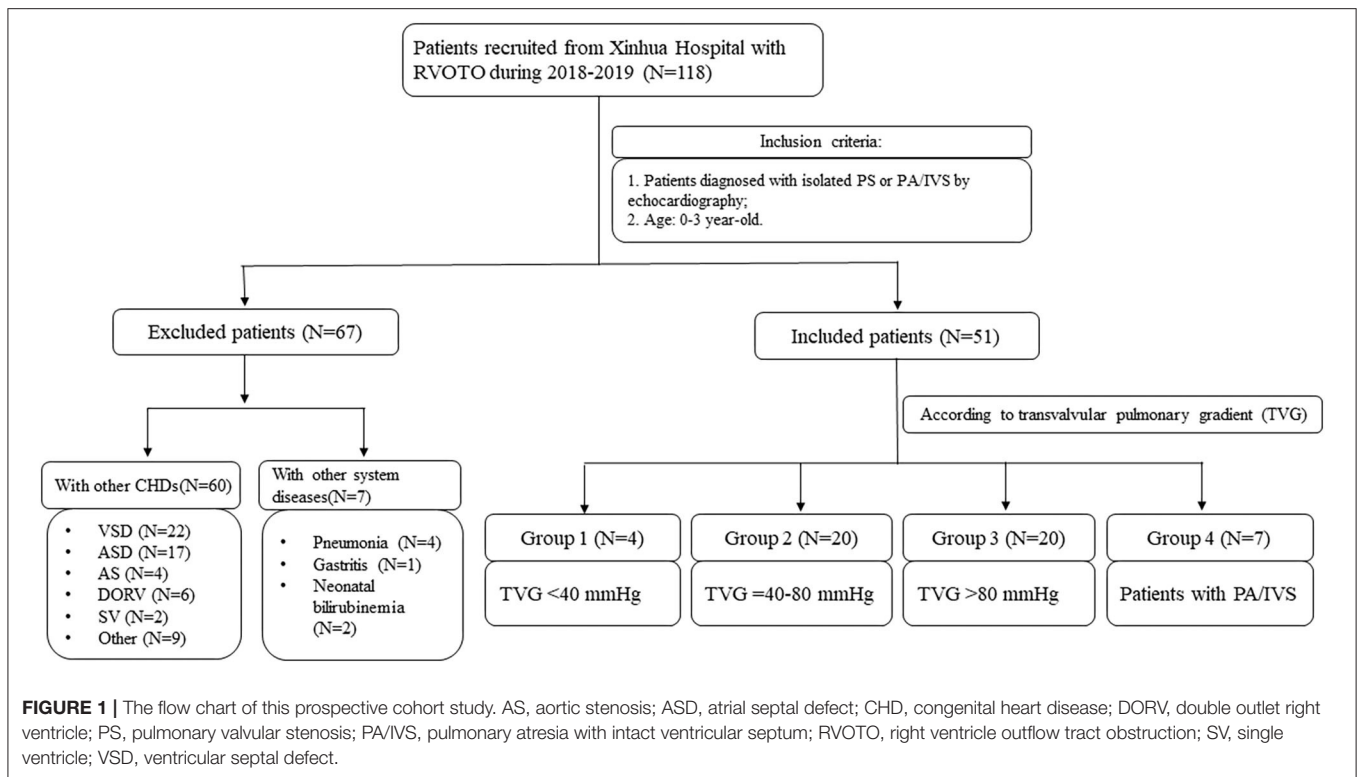 Patients recruited from Xinhua Hospital with
RVOTO during 2018-2019 (N=118)
Inclusion criteria:
1. Patients diagnosed with isolated PS or PA/IVS by
echocardiography;
2. Age: 0-3 year-old.
Excluded patients (N=67)
Included patients (N=51)
According to transvalvular pulmonary gradient (TVG)
With other CHDs(N=60)
• VSD (N=22)
• ASD (N=17)
• AS (N=4)
• DORV (N=6)
• SV (N=2)
• Other (N=9)
With other system
diseases(N=7)
• Pneumonia (N=4)
• Gastritis (N=1)
• Neonatal
bilirubinemia
(N=2)
Group 1 (N=4)
TVG <40 mmHg
Group 2 (N=20)
TVG =40-80 mmHg
Group 3 (N=20)
TVG >80 mmHg
Group 4 (N=7)
Patients with PA/IVS
FIGURE 1 | The flow chart of this prospective cohort study. AS, aortic stenosis; ASD, atrial septal defect; CHD, congenital heart disease; DORV, double outlet right
ventricle; PS, pulmonary valvular stenosis; PA/IVS, pulmonary atresia with intact ventricular septum; RVOTO, right ventricle outflow tract obstruction; SV, single
ventricle; VSD, ventricular septal defect.